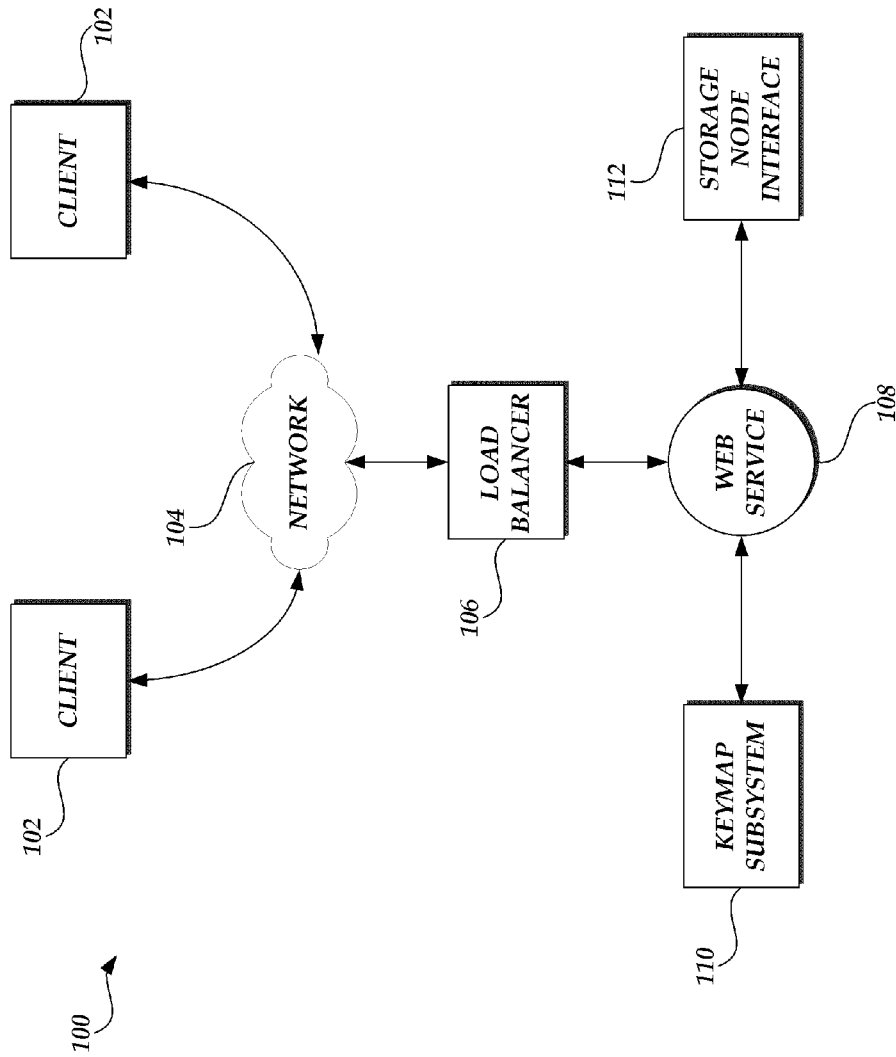 100
102
CLIENT
CLIENT
102
104
NETWORK
106
LOAD
BALANCER
110
KEYMAP
SUBSYSTEM
WEB
SERVICE
108
112
STORAGE
NODE
INTERFACE